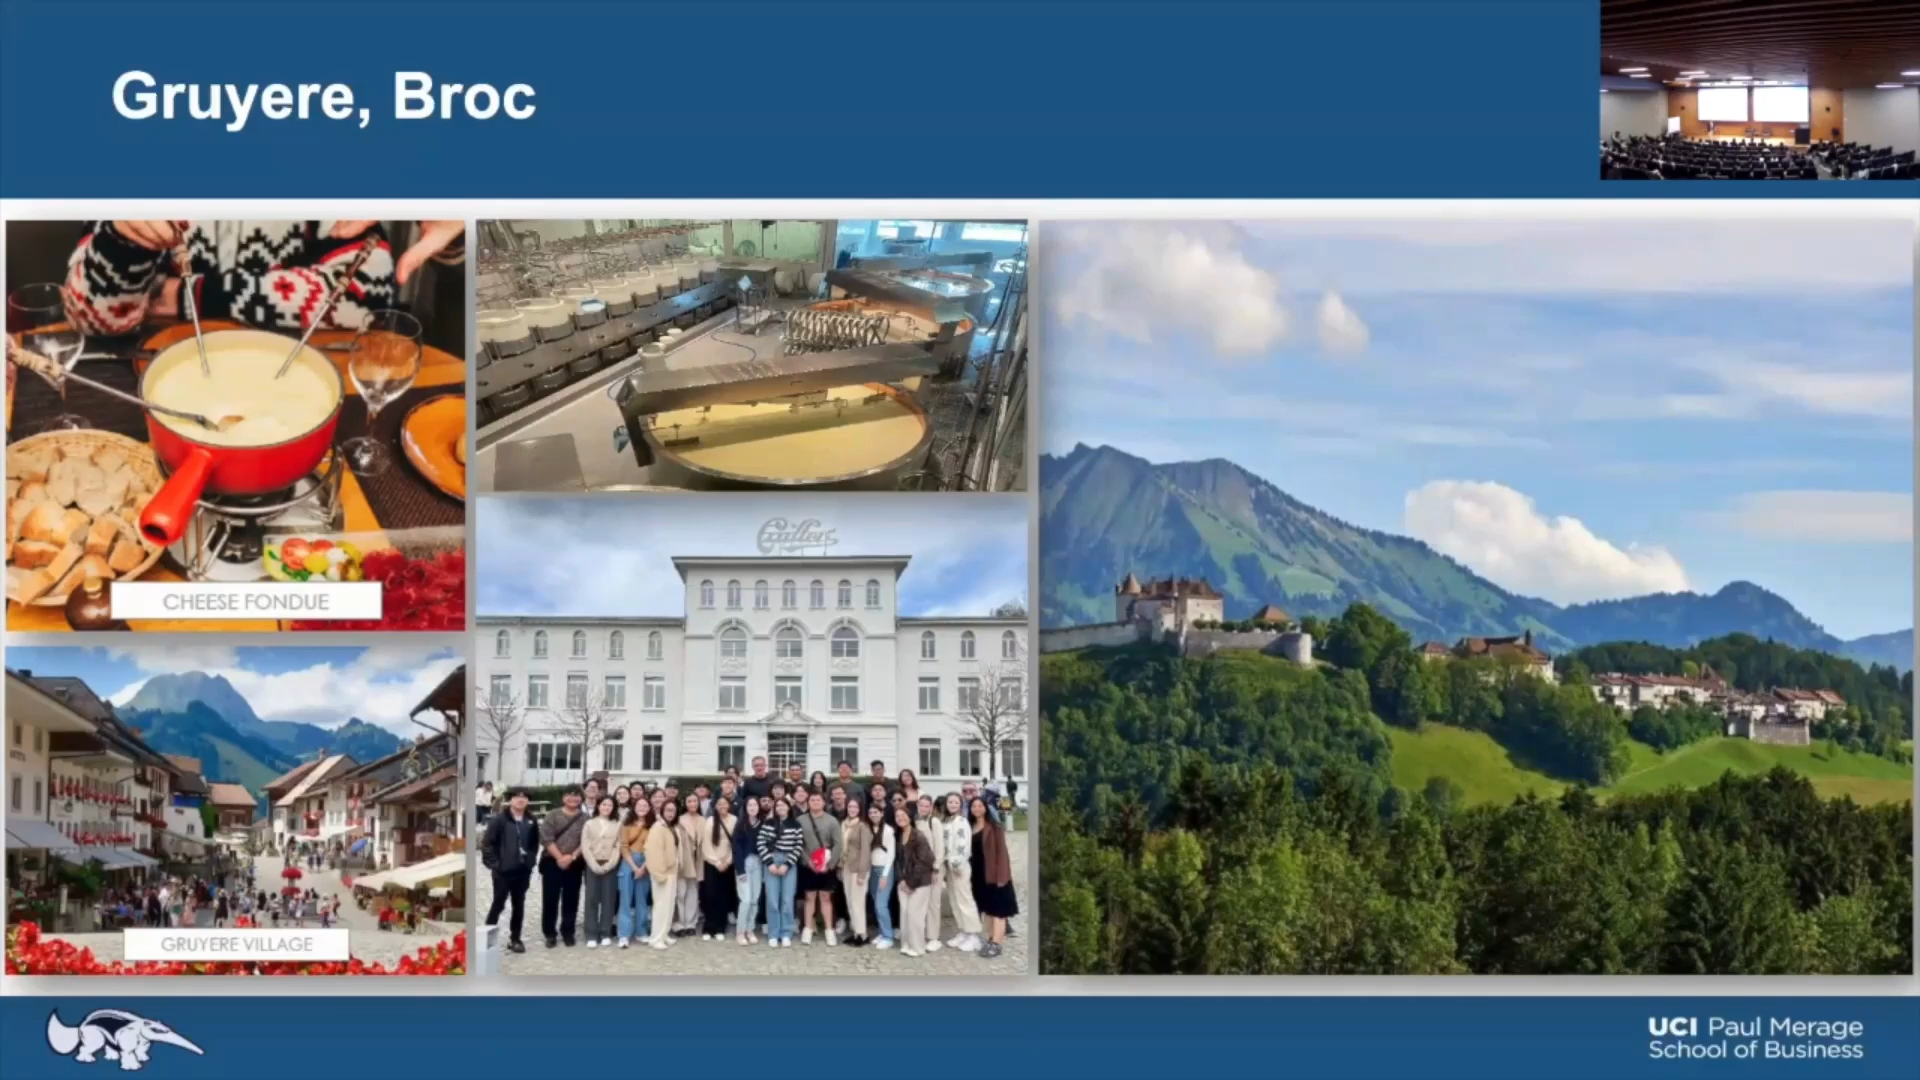 Gruyere, Broc
CHEESE FONDUE
Cailler
GRUYERE VILLAGE
UCI Paul Merage
School of Business